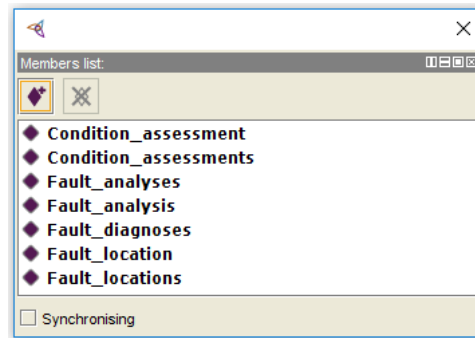 Members list:
Condition_assessment
Condition_assessments
Fault_analyses
Fault_analysis
Fault_diagnoses
Fault_location
Fault_locations
Synchronising